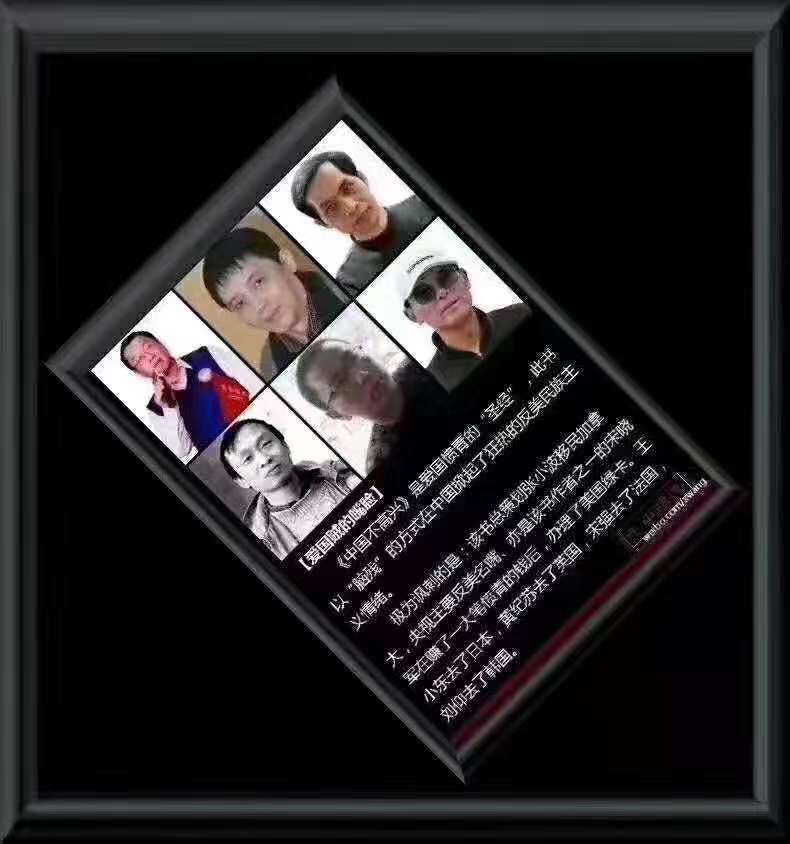 【爱国贼的嘴脸】
《中国不高兴》是爱国愤青的“圣经”,此书
以“脑残”的方式在中国掀起了狂热的反美民族主
义情绪。
极为讽刺的是:该书总策划张小波移民加拿
大,央视主要反美名嘴、亦是该书作者之一的宋晓
军在赚了一大笔愤青的钱后,办理了美国绿卡。王
小东去了日本,黄纪苏去了英国,宋强去了法国,
刘仰去了韩国。